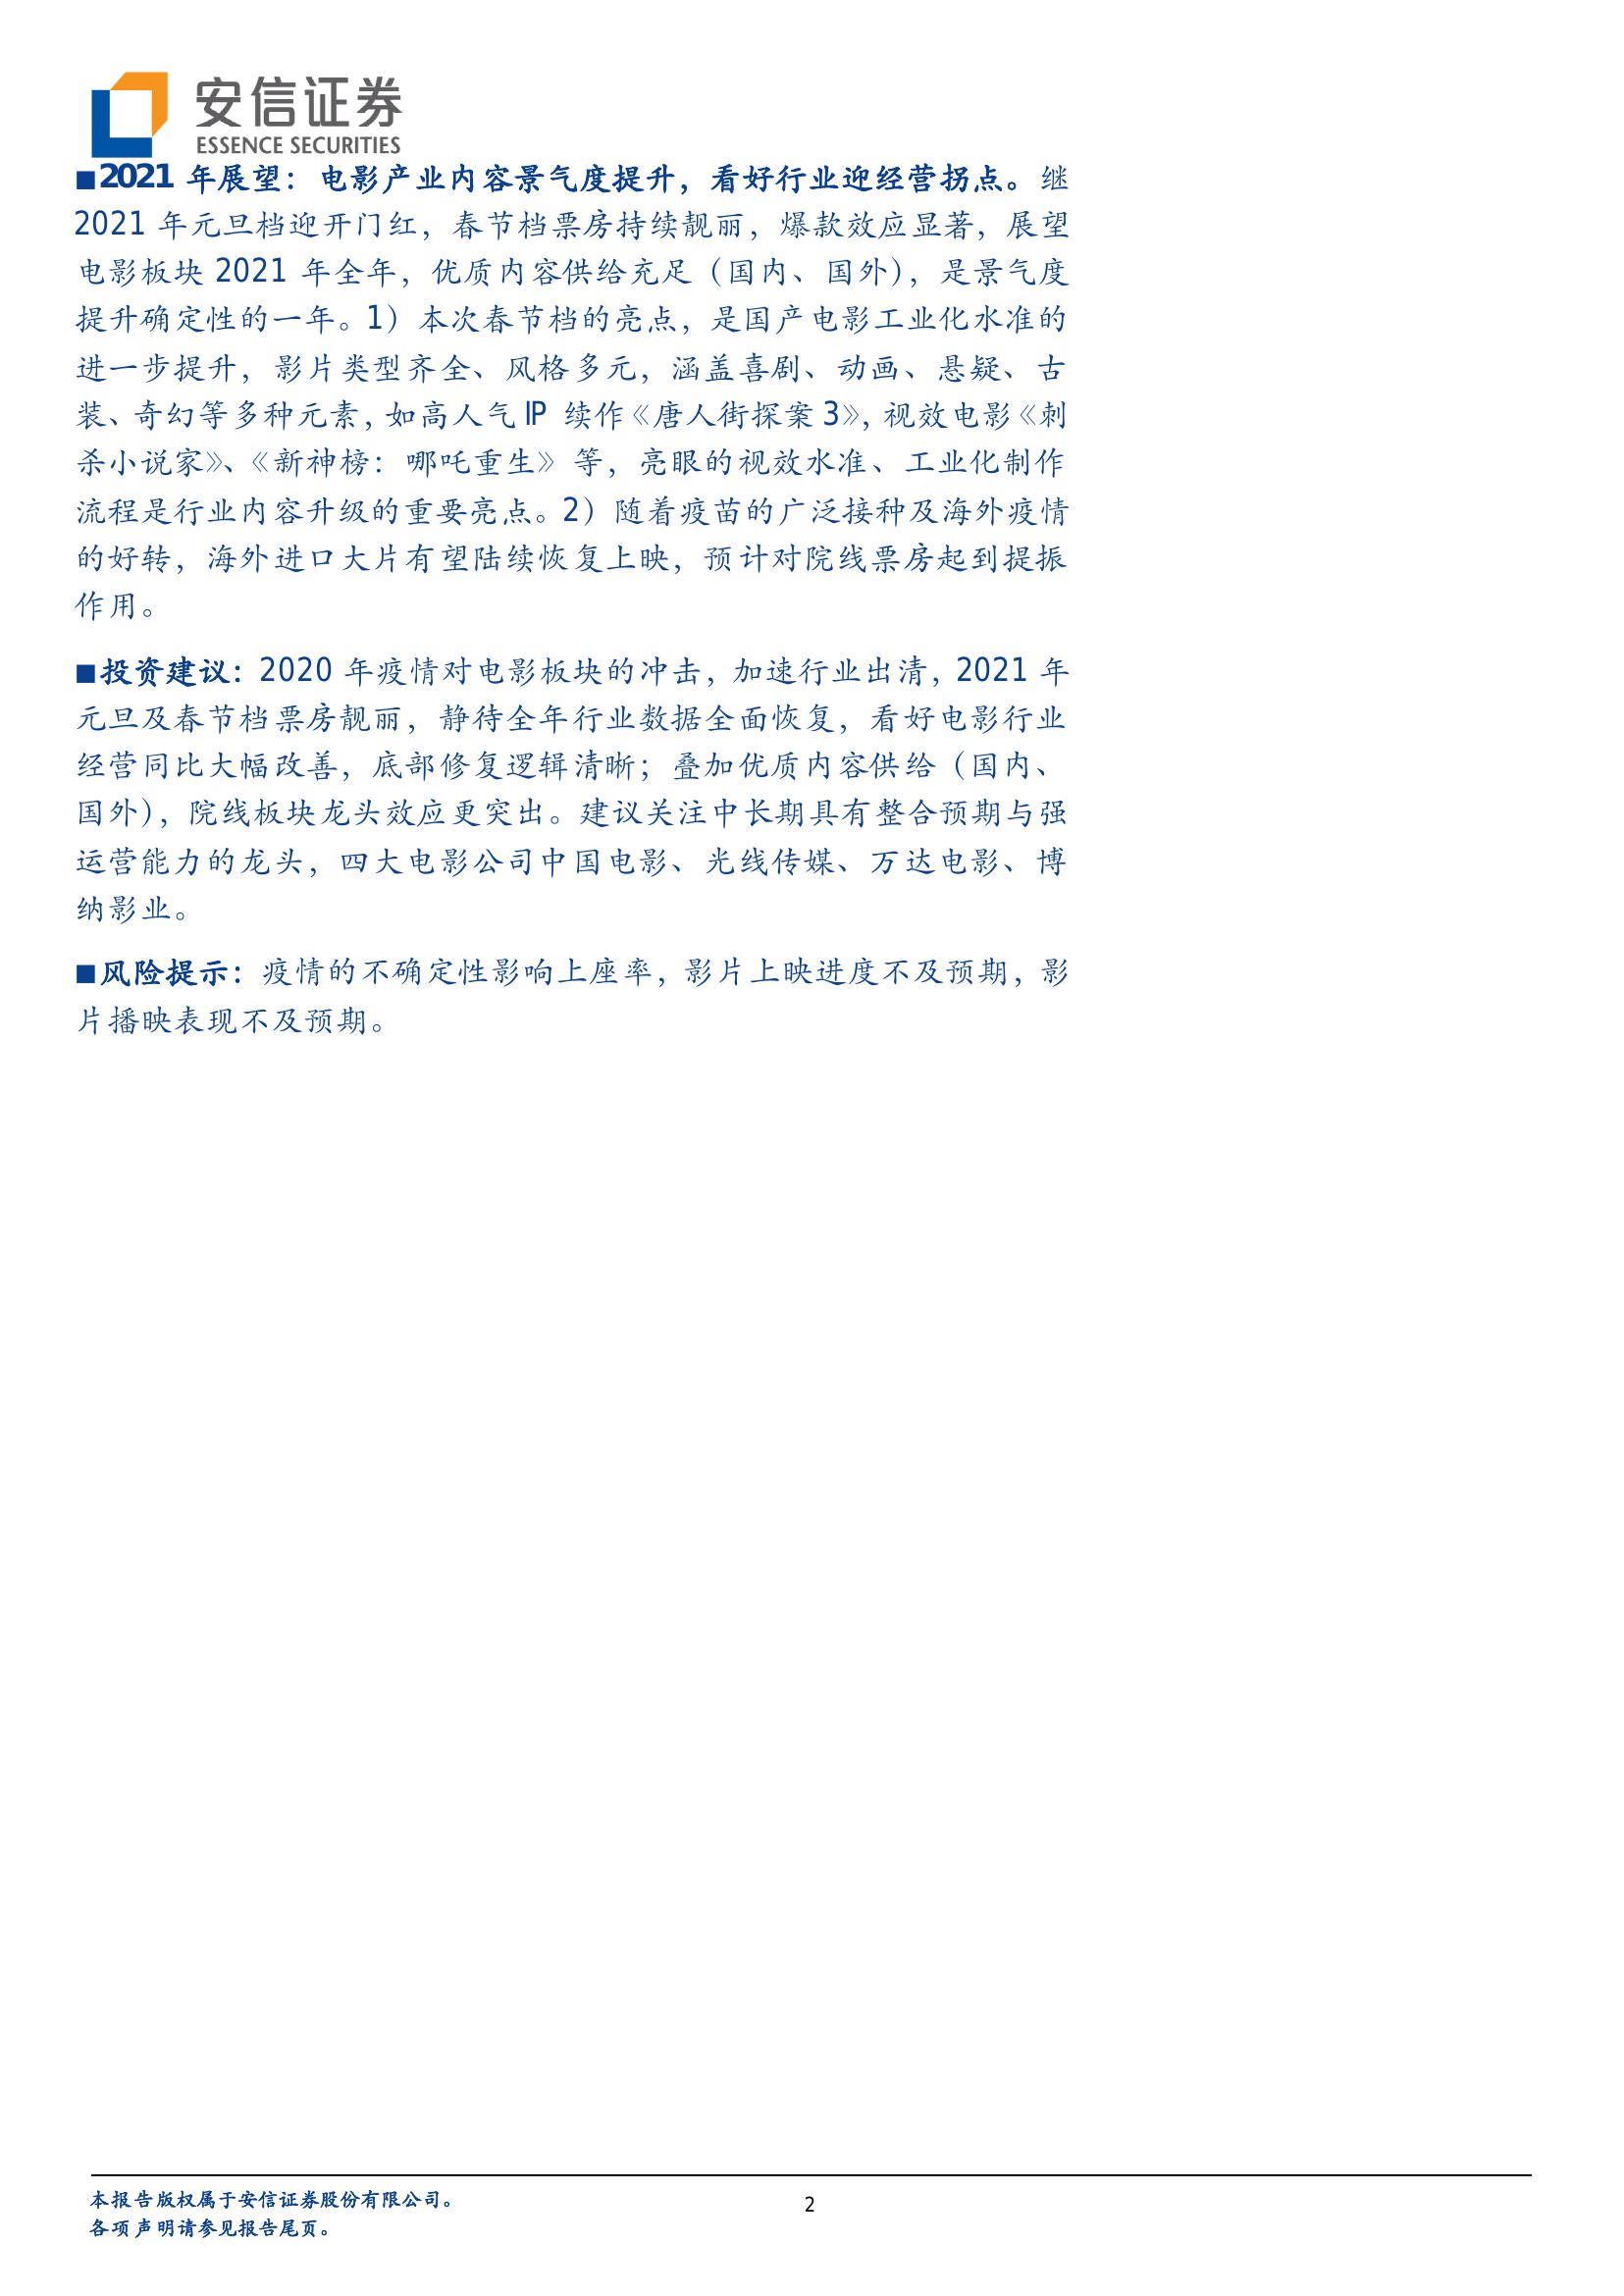 安信证券
ESSENCE SECURITIES
■2021 年展望：电影产业内容景气度提升，看好行业迎经营拐点。继
2021 年元旦档迎开门红，春节档票房持续靓丽，爆款效应显著，展望
电影板块 2021 年全年，优质内容供给充足（国内、国外），是景气度
提升确定性的一年。1）本次春节档的亮点，是国产电影工业化水准的
进一步提升，影片类型齐全、风格多元，涵盖喜剧、动画、悬疑、古
装、奇幻等多种元素，如高人气 IP 续作《唐人街探案 3》，视效电影《刺
杀小说家》、《新神榜：哪吒重生》等，亮眼的视效水准、工业化制作
流程是行业内容升级的重要亮点。2）随着疫苗的广泛接种及海外疫情
的好转，海外进口大片有望陆续恢复上映，预计对院线票房起到提振
作用。
■投资建议：2020 年疫情对电影板块的冲击，加速行业出清，2021 年
元旦及春节档票房靓丽，静待全年行业数据全面恢复，看好电影行业
经营同比大幅改善，底部修复逻辑清晰；叠加优质内容供给（国内、
国外），院线板块龙头效应更突出。建议关注中长期具有整合预期与强
运营能力的龙头，四大电影公司中国电影、光线传媒、万达电影、博
纳影业。
■风险提示：疫情的不确定性影响上座率，影片上映进度不及预期，影
片播映表现不及预期。
本报告版权属于安信证券股份有限公司。
各项声明请参见报告尾页。
2